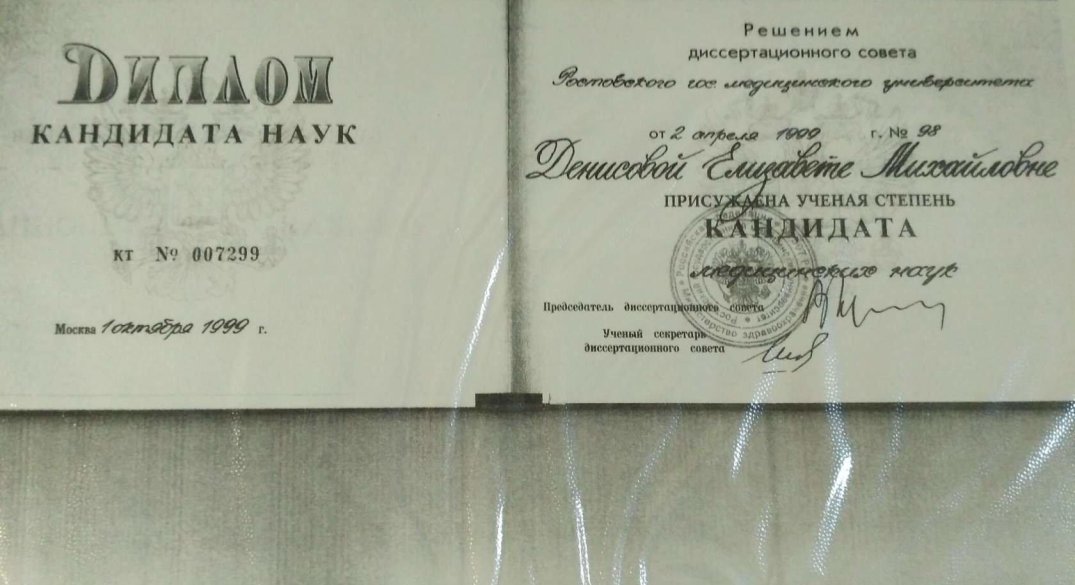 ДИПЛОМ
КАНДИДАТА НАУК
КТ № 007299
Москва 1 октября 1999 г.
Решением
диссертационного совета
Ростовского гос. медицинского университета
от 2 апреля 1999 г. № 98
Денисовой Елизавете Михайловне
ПРИСУЖДЕНА УЧЕНАЯ СТЕПЕНЬ
КАНДИДАТА
медицинских наук
Председатель диссертационного совета
Ученый секретарь
диссертационного совета